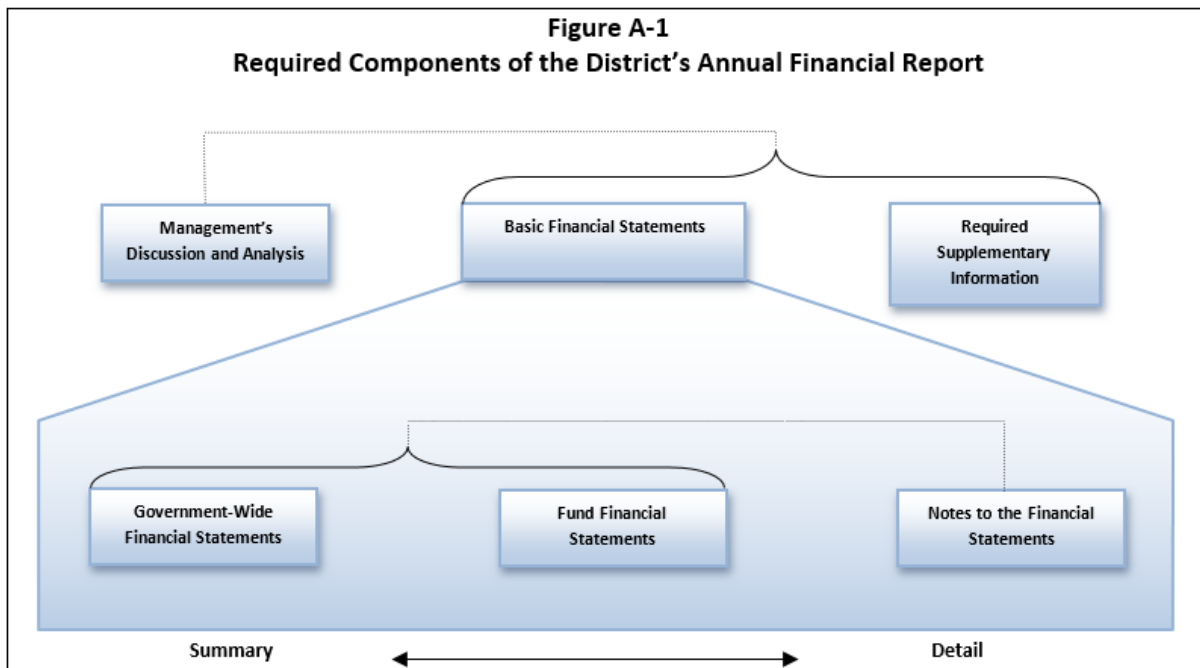 Figure A-1
Required Components of the District’s Annual Financial Report
Management’s
Discussion and Analysis
Basic Financial Statements
Required
Supplementary
Information
Government-Wide
Financial Statements
Fund Financial
Statements
Notes to the Financial
Statements
Summary
Detail